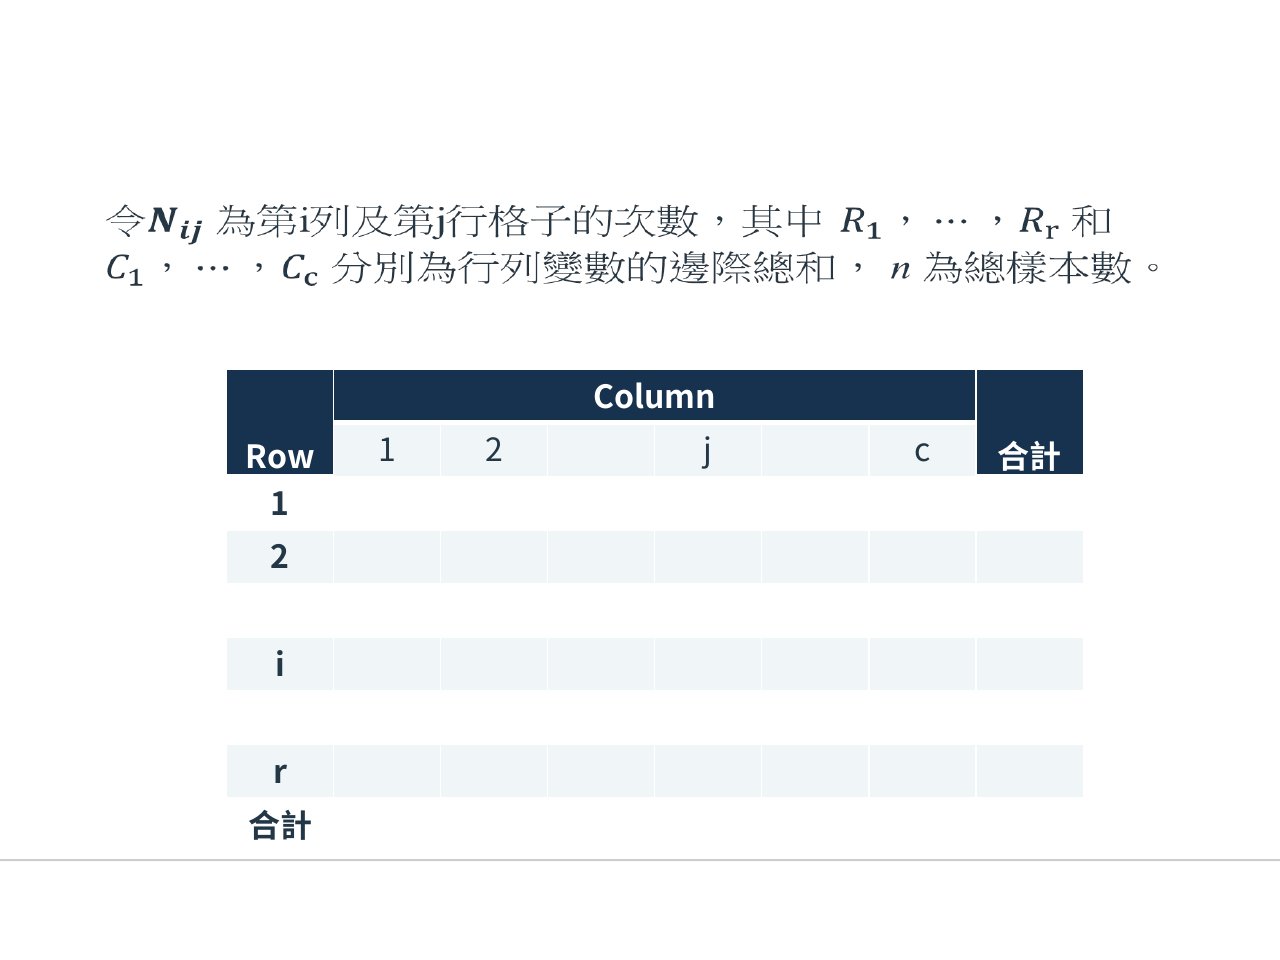 令Nij 為第i列及第j行格子的次數，其中 R1，…，Rr 和
C1，…，Cc 分別為行列變數的邊際總和， n 為總樣本數。
Column
Row 1 2 j c 合計
1
2
i
r
合計